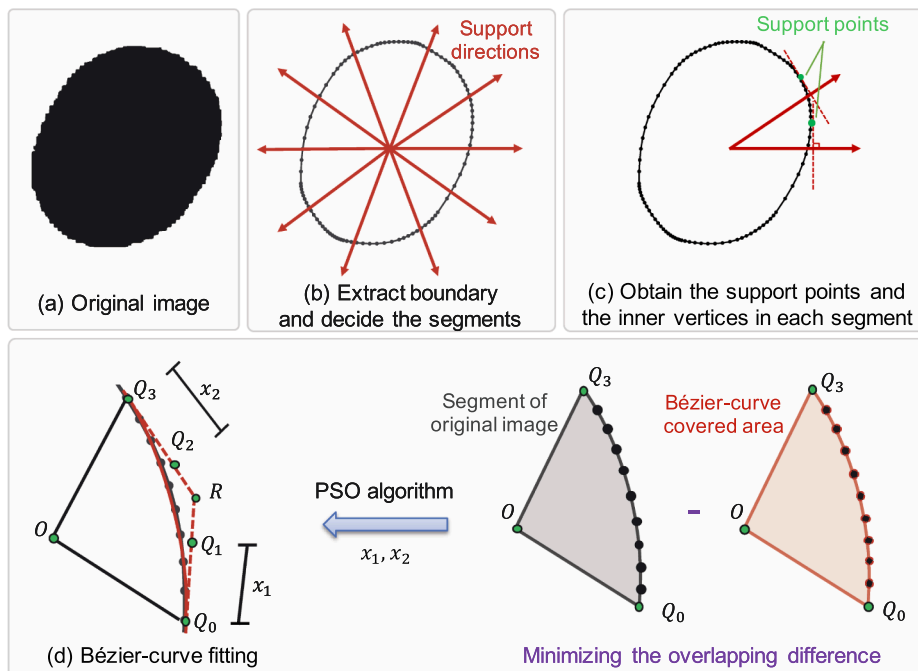 (a) Original image
Support
directions
(b) Extract boundary
and decide the segments
Support points
(c) Obtain the support points and
the inner vertices in each segment
Q₃
x₂
Q₂
R
O
Q₁
x₁
Q₀
(d) Bézier-curve fitting
PSO algorithm
x₁, x₂
Segment of
original image
Q₃
O
Q₀
-
Bézier-curve
covered area
Q₃
O
Q₀
Minimizing the overlapping difference